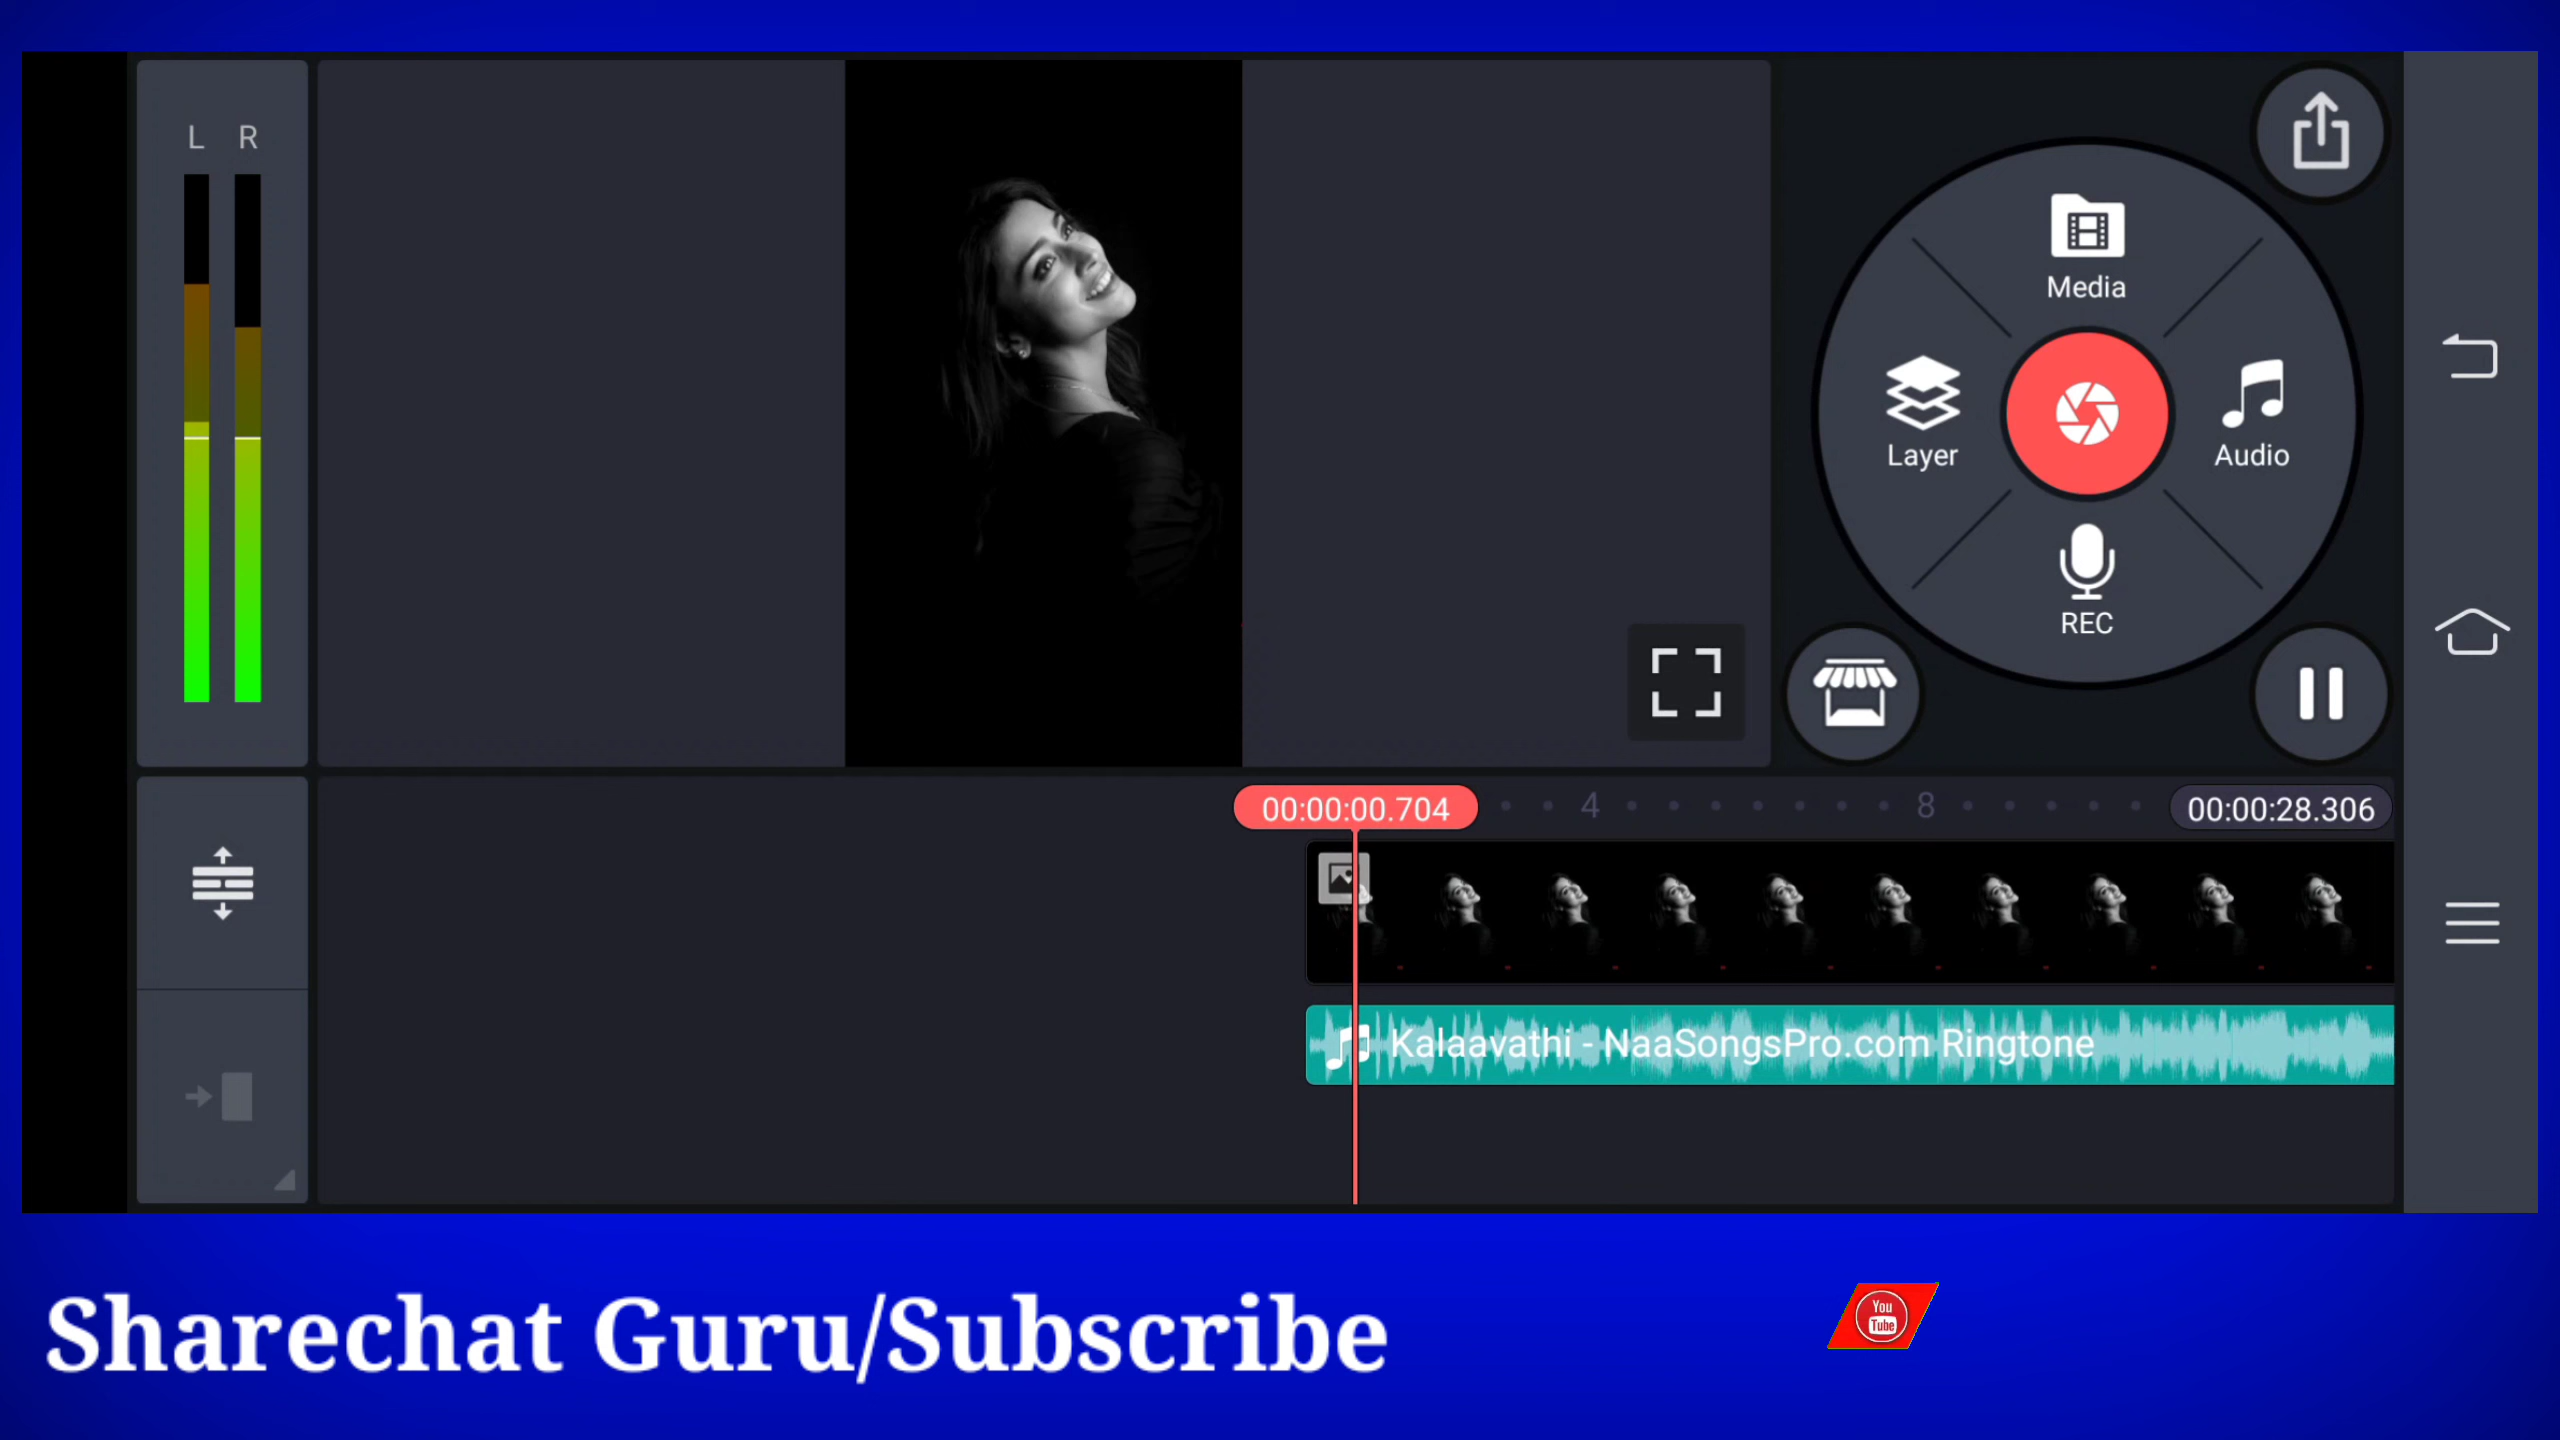 L R
Media
Layer
Audio
REC
00:00:00.704
4
8
00:00:28.306
Kalaavathi - NaaSongsPro.com Ringtone
Sharechat Guru/Subscribe
You
Tube